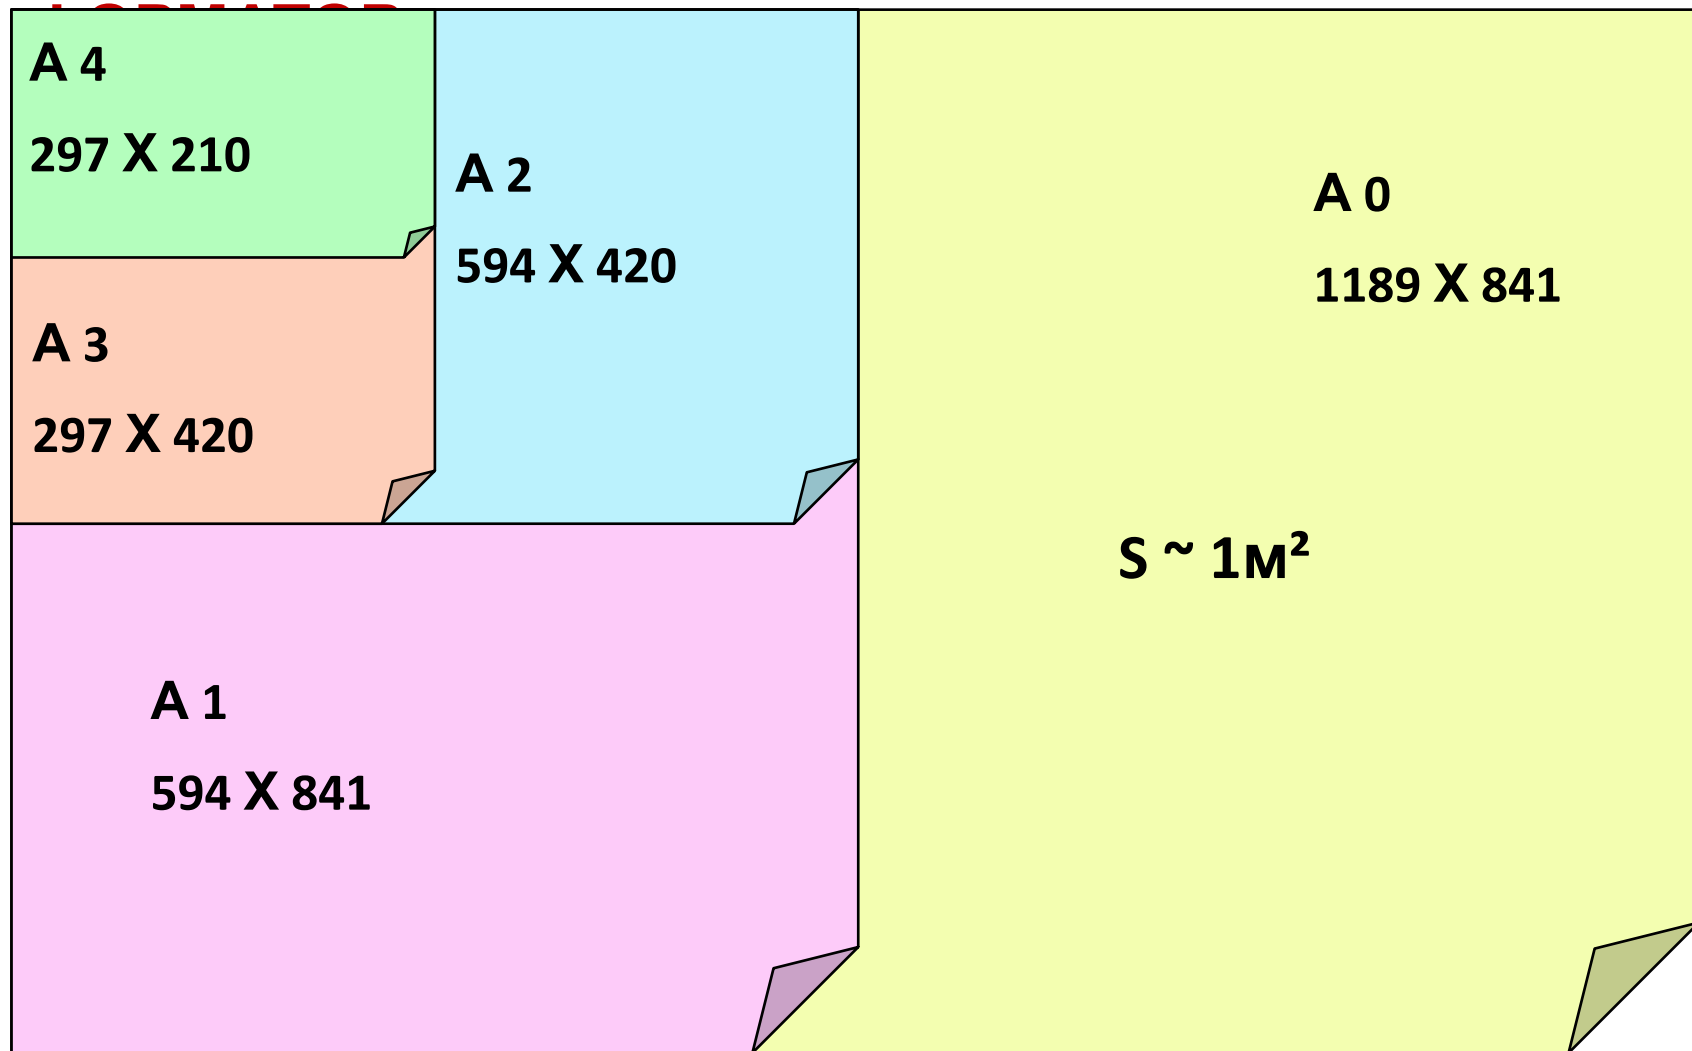 А 4
297 Х 210
А 3
297 Х 420
А 2
594 Х 420
А 1
594 Х 841
А 0
1189 Х 841
S ~ 1м²